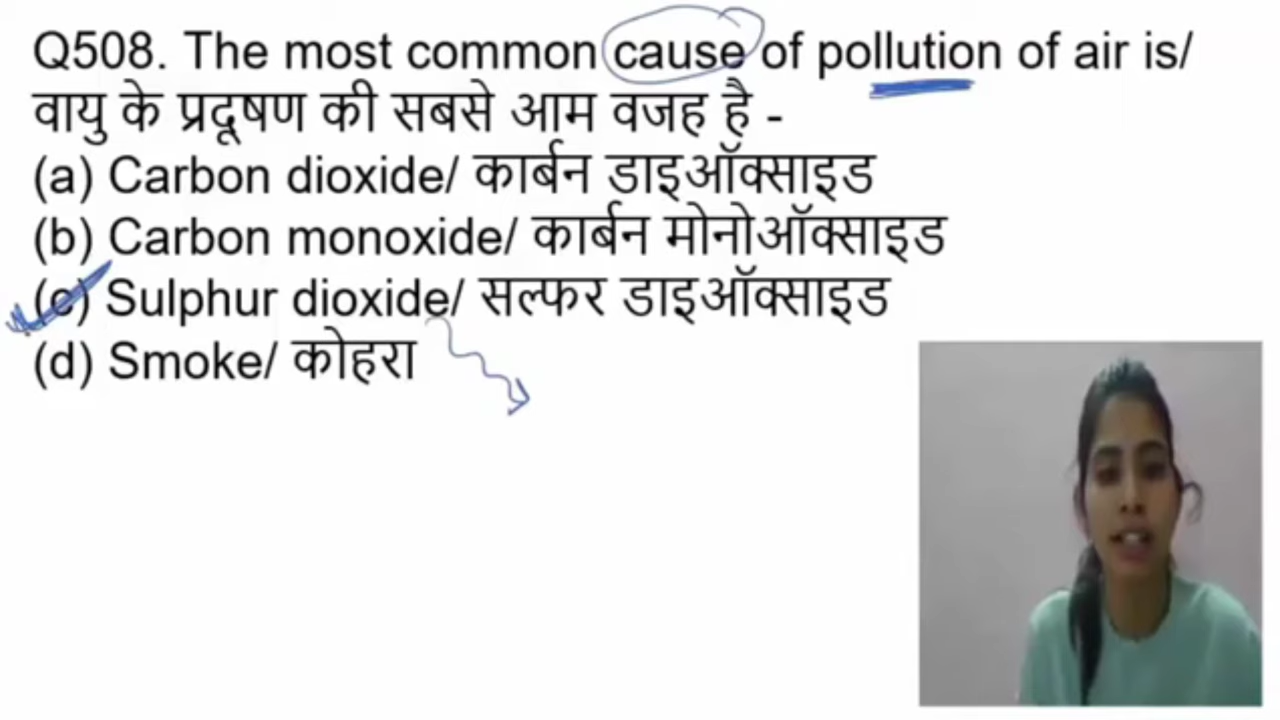 Q508. The most common cause of pollution of air is/
वायु के प्रदूषण की सबसे आम वजह है -
(a) Carbon dioxide/ कार्बन डाइऑक्साइड
(b) Carbon monoxide/ कार्बन मोनोऑक्साइड
(c) Sulphur dioxide/ सल्फर डाइऑक्साइड
(d) Smoke/ कोहरा